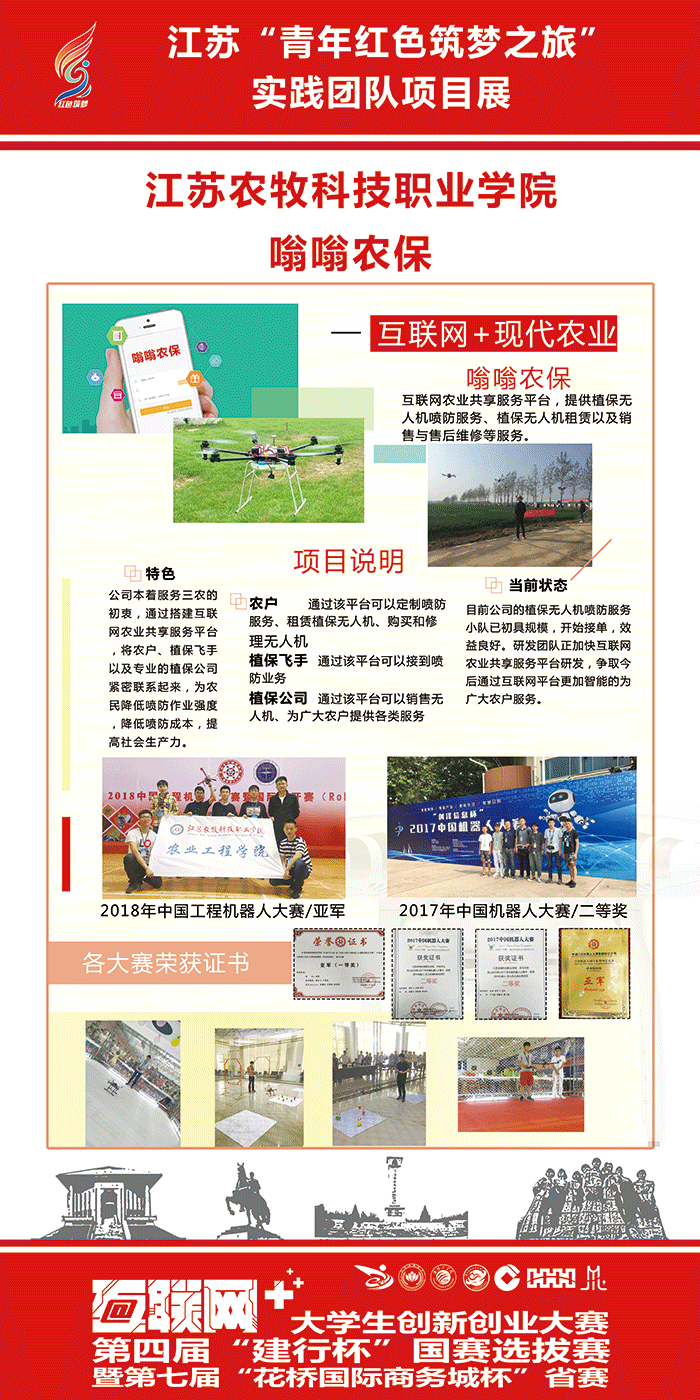 江苏“青年红色筑梦之旅”
实践团队项目展
红色筑梦
江苏农牧科技职业学院
嗡嗡农保
嗡嗡农保
互联网+现代农业
嗡嗡农保
互联网农业共享服务平台，提供植保无
人机喷防服务、植保无人机租赁以及销
售与售后维修等服务。
项目说明
特色
公司本着服务三农的
初衷，通过搭建互联
网农业共享服务平台
，将农户、植保飞手
以及专业的植保公司
紧密联系起来，为农
民降低喷防作业强度
，降低喷防成本，提
高社会生产力。
农户 通过该平台可以定制喷防
服务、租赁植保无人机、购买和修
理无人机
植保飞手 通过该平台可以接到喷
防业务
植保公司 通过该平台可以销售无
人机、为广大农户提供各类服务
当前状态
目前公司的植保无人机喷防服务
小队已初具规模，开始接单，效
益良好。研发团队正加快互联网
农业共享服务平台研发，争取今
后通过互联网平台更加智能的为
广大农户服务。
江苏农牧科技职业学院
农业工程学院
2017中国机器人大
2018年中国工程机器人大赛/亚军
2017年中国机器人大赛/二等奖
各大赛荣获证书
荣誉证书
亚军（一等奖）
2017中国机器人大赛
获奖证书
二等奖
2017中国机器人大赛
获奖证书
二等奖
亚军
互联网+
大学生创新创业大赛
第四届“建行杯”国赛选拔赛
暨第七届“花桥国际商务城杯”省赛